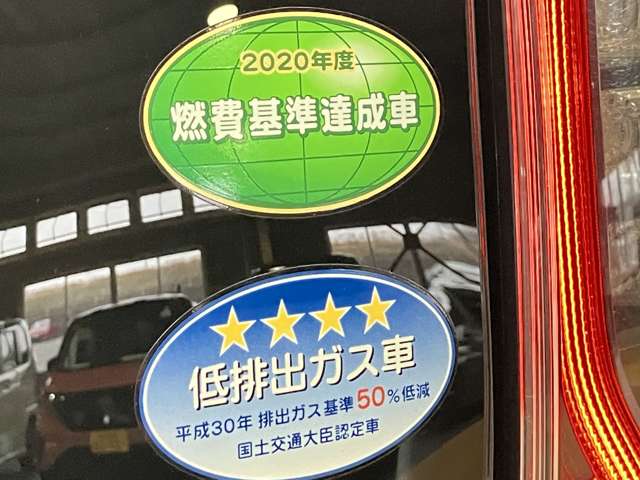 2020年度
燃費基準達成車
低排出ガス車
平成30年 排出ガス基準50%低減
国土交通大臣認定車